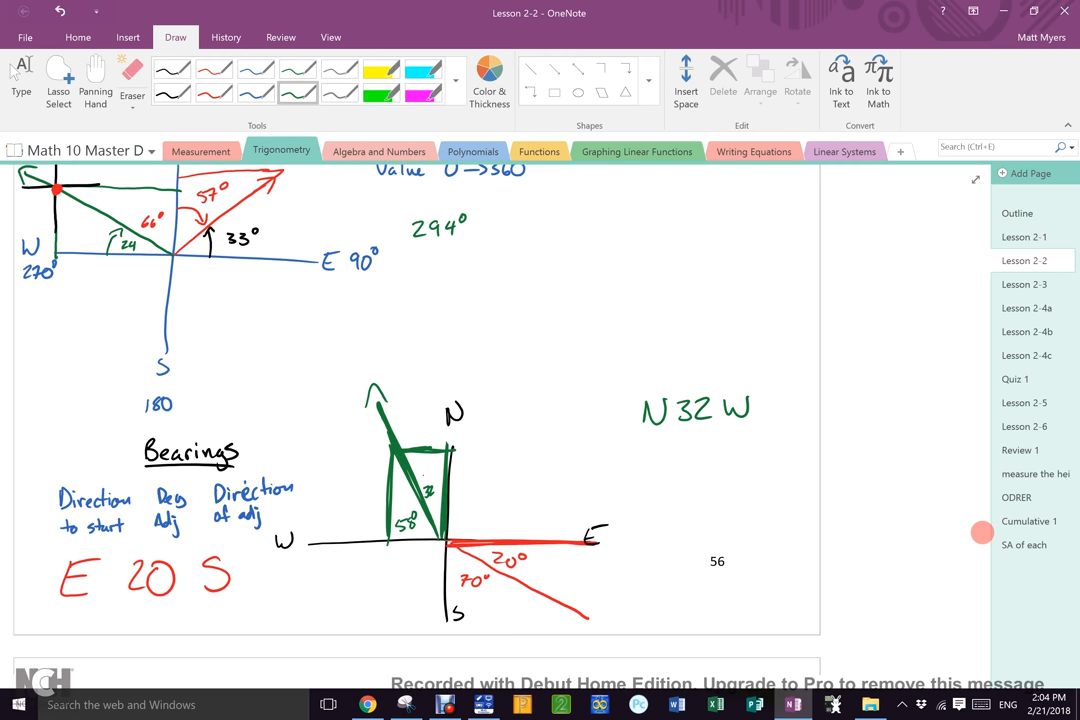 Lesson 2-2 - OneNote
?
File Home Insert Draw History Review View
Matt Myers
Type
Lasso Select
Panning Hand
Eraser
Color & Thickness
Insert Space
Delete
Arrange
Rotate
Ink to Text
Ink to Math
Tools
Shapes
Edit
Convert
Math 10 Master D
Measurement
Trigonometry
Algebra and Numbers
Polynomials
Functions
Graphing Linear Functions
Writing Equations
Linear Systems
Search (Ctrl+E)
Add Page
Outline
Lesson 2-1
Lesson 2-2
Lesson 2-3
Lesson 2-4a
Lesson 2-4b
Lesson 2-4c
Quiz 1
Lesson 2-5
Lesson 2-6
Review 1
measure the hei
ODRER
Cumulative 1
SA of each
Value 0→360
57°
66°
294°
24
33°
W
270°
E 90°
S
180
N
N 32 W
Bearings
Direction Deg Direction
to start Adj of adj
58°
W
E
E 20 S
20°
70°
S
56
NCH
Recorded with Debut Home Edition. Upgrade to Pro to remove this message
Search the web and Windows
ENG
2:04 PM
2/21/2018